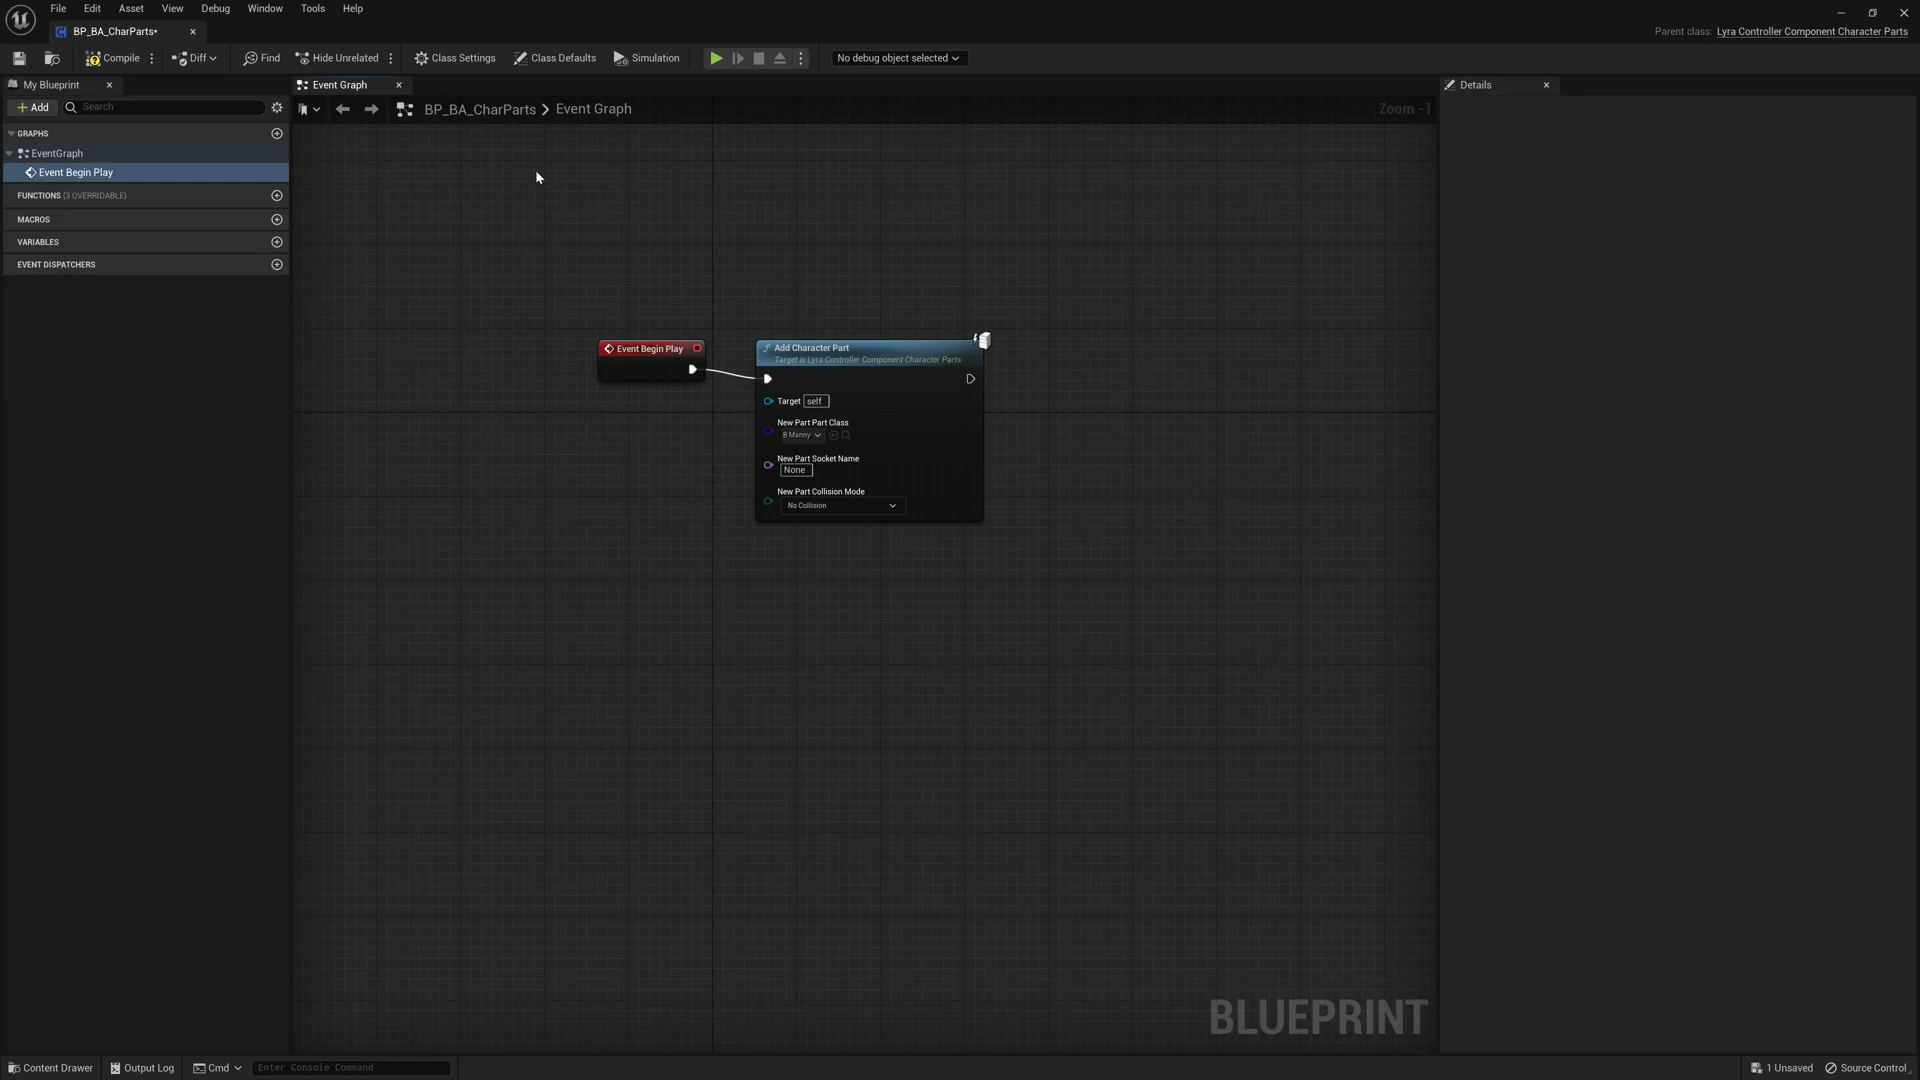 File Edit Asset View Debug Window Tools Help
BP_BA_CharParts*
Parent class: Lyra Controller Component Character Parts
Compile Diff Find Hide Unrelated Class Settings Class Defaults Simulation No debug object selected
My Blueprint
Event Graph
Details
+ Add Search
BP_BA_CharParts > Event Graph
Zoom -1
GRAPHS
EventGraph
Event Begin Play
FUNCTIONS (3 OVERRIDABLE)
MACROS
VARIABLES
EVENT DISPATCHERS
Event Begin Play
Add Character Part
Target is Lyra Controller Component Character Parts
Target self
New Part Part Class
B Manny
New Part Socket Name
None
New Part Collision Mode
No Collision
BLUEPRINT
Content Drawer Output Log Cmd Enter Console Command
1 Unsaved Source Control